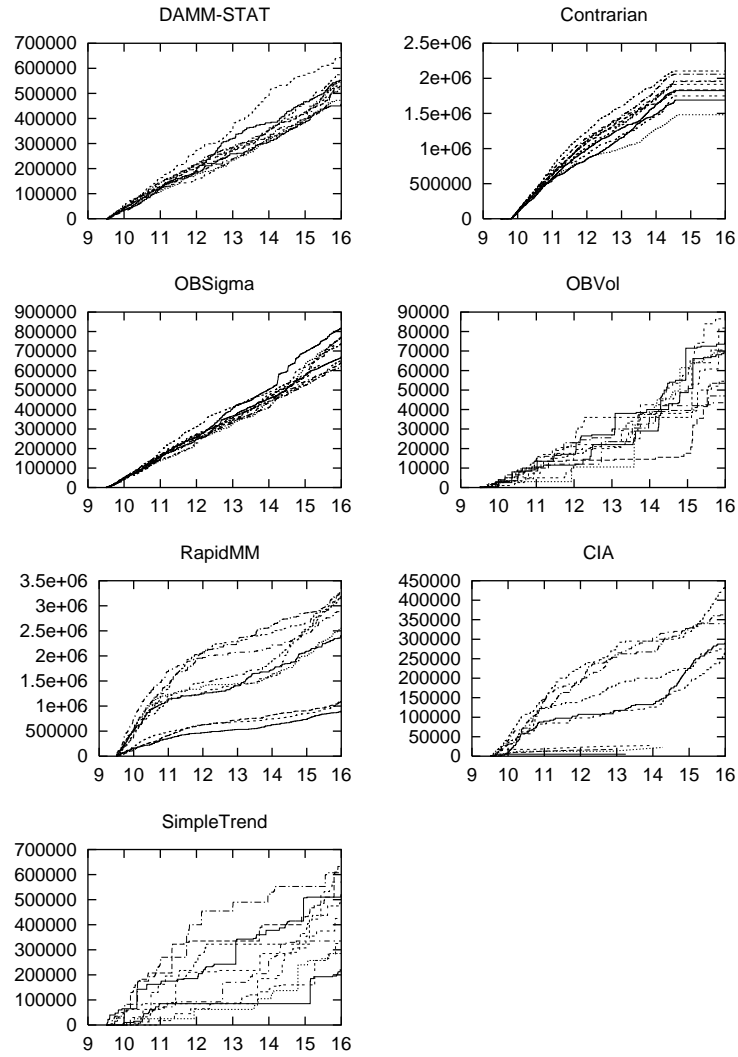 DAMM-STAT
700000
600000
500000
400000
300000
200000
100000
0
9 10 11 12 13 14 15 16
Contrarian
2.5e+06
2e+06
1.5e+06
1e+06
500000
0
9 10 11 12 13 14 15 16
OBSigma
900000
800000
700000
600000
500000
400000
300000
200000
100000
0
9 10 11 12 13 14 15 16
OBVol
90000
80000
70000
60000
50000
40000
30000
20000
10000
0
9 10 11 12 13 14 15 16
RapidMM
3.5e+06
3e+06
2.5e+06
2e+06
1.5e+06
1e+06
500000
0
9 10 11 12 13 14 15 16
CIA
450000
400000
350000
300000
250000
200000
150000
100000
50000
0
9 10 11 12 13 14 15 16
SimpleTrend
700000
600000
500000
400000
300000
200000
100000
0
9 10 11 12 13 14 15 16